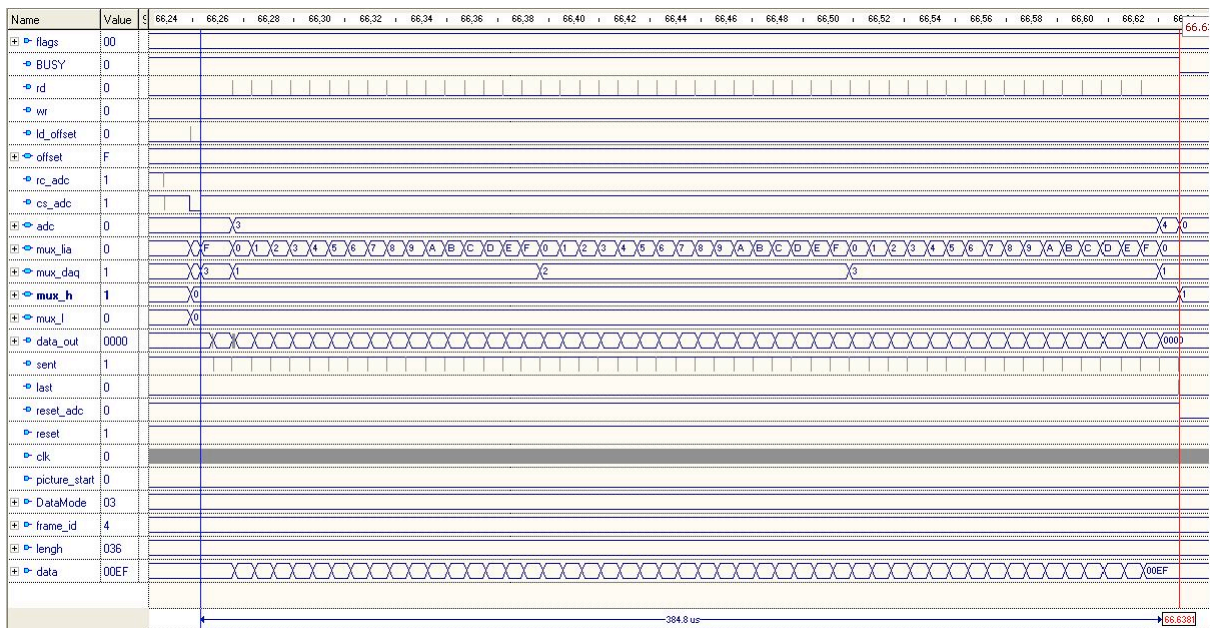 Name Value S 66,24 66,26 66,28 66,30 66,32 66,34 66,36 66,38 66,40 66,42 66,44 66,46 66,48 66,50 66,52 66,54 66,56 66,58 66,60 66,62
flags 00
BUSY 0
rd 0
wr 0
ld_offset 0
offset F
rc_adc 1
cs_adc 1
adc 0 3 4 0
mux_lia 0 F 0 1 2 3 4 5 6 7 8 9 A B C D E F 0 1 2 3 4 5 6 7 8 9 A B C D E F 0 1 2 3 4 5 6 7 8 9 A B C D E F 0
mux_daq 1 3 1 2 3 1
mux_h 1 0 1
mux_l 0 0
data_out 0000 0000
sent 1
last 0
reset_adc 0
reset 1
clk 0
picture_start 0
DataMode 03
frame_id 4
lengh 036
data 00EF 00EF
384.8 us 66.6381